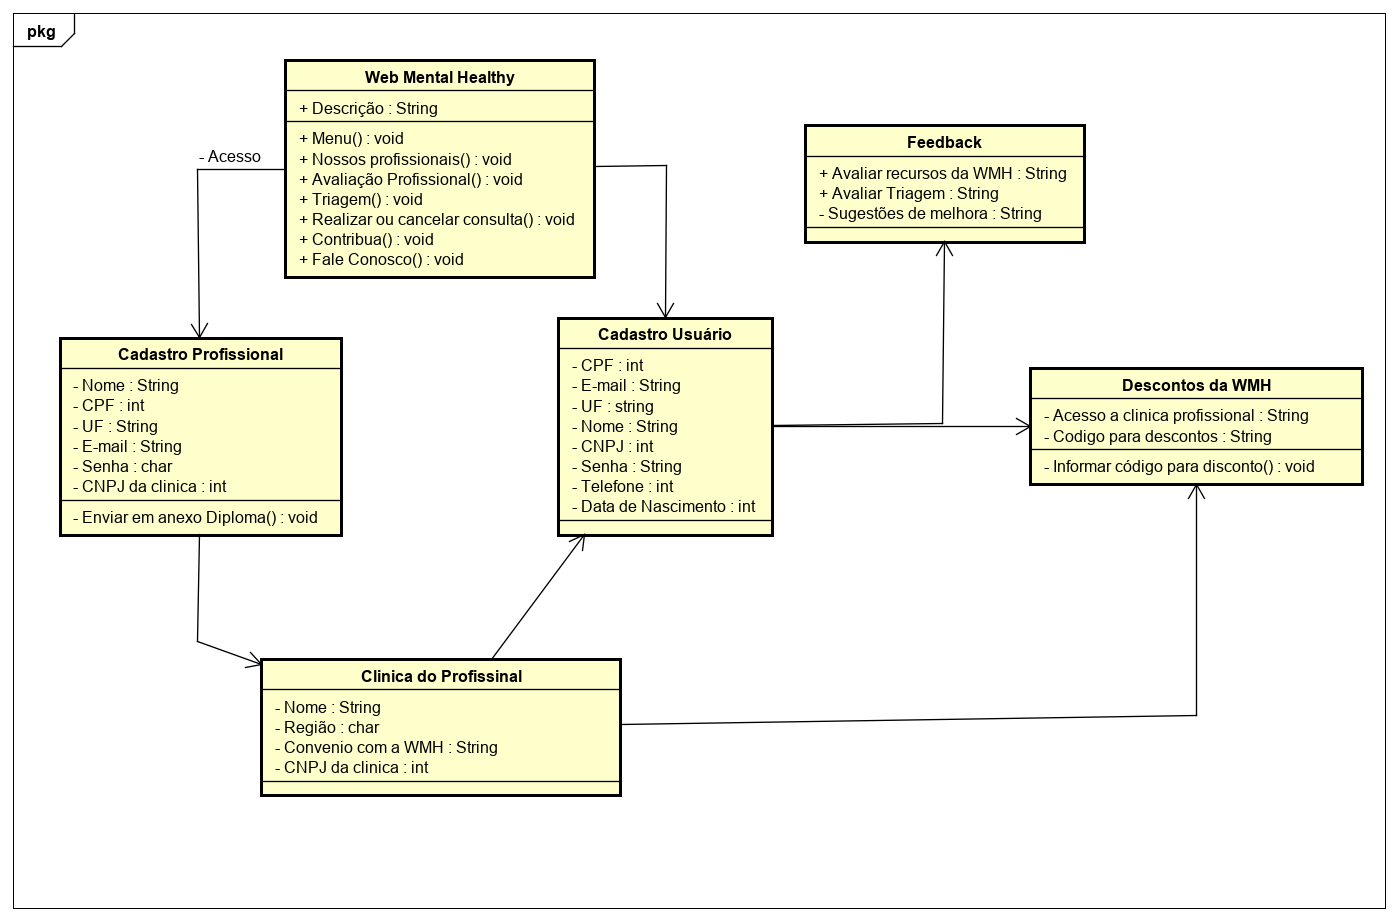 pkg
Web Mental Healthy
+ Descrição : String
+ Menu() : void
+ Nossos profissionais() : void
+ Avaliação Profissional() : void
+ Triagem() : void
+ Realizar ou cancelar consulta() : void
+ Contribua() : void
+ Fale Conosco() : void
- Acesso
Feedback
+ Avaliar recursos da WMH : String
+ Avaliar Triagem : String
- Sugestões de melhora : String
Cadastro Profissional
- Nome : String
- CPF : int
- UF : String
- E-mail : String
- Senha : char
- CNPJ da clinica : int
- Enviar em anexo Diploma() : void
Cadastro Usuário
- CPF : int
- E-mail : String
- UF : string
- Nome : String
- CNPJ : int
- Senha : String
- Telefone : int
- Data de Nascimento : int
Descontos da WMH
- Acesso a clinica profissional : String
- Codigo para descontos : String
- Informar código para disconto() : void
Clinica do Profissinal
- Nome : String
- Região : char
- Convenio com a WMH : String
- CNPJ da clinica : int